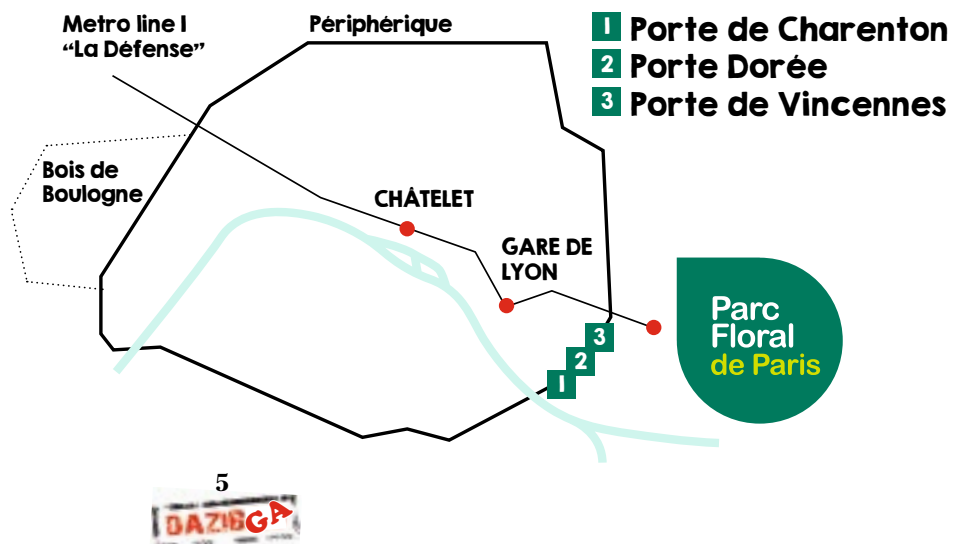 Metro line 1
“La Défense”
Périphérique
1 Porte de Charenton
2 Porte Dorée
3 Porte de Vincennes
Bois de
Boulogne
CHÂTELET
GARE DE
LYON
Parc
Floral
de Paris
3
2
1
5
DAZIBGA